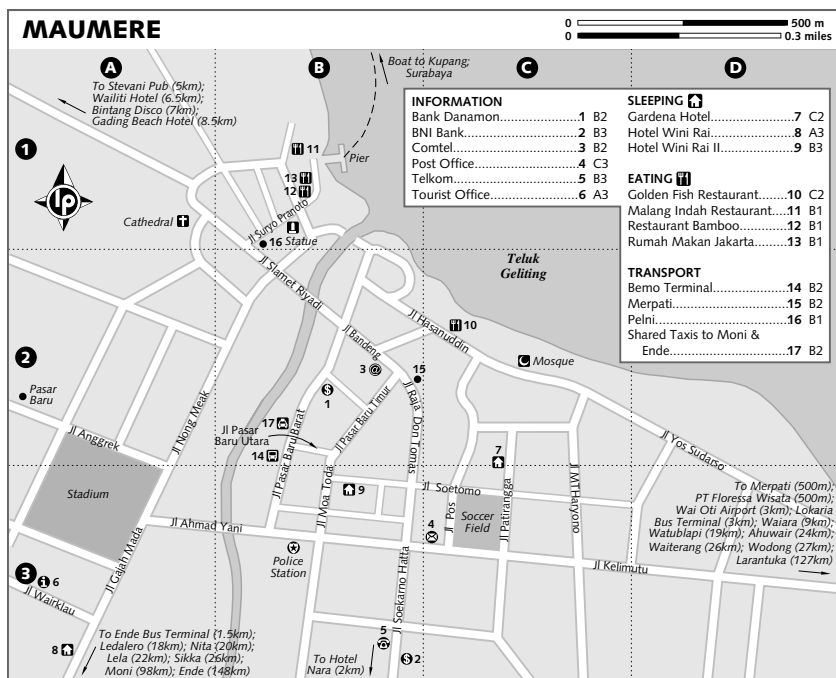 MAUMERE
0 500 m
0 0.3 miles
A
B
C
D
1
2
3
To Stevani Pub (5km);
Wailiti Hotel (6.5km);
Bintang Disco (7km);
Gading Beach Hotel (8.5km)
Boat to Kupang;
Surabaya
INFORMATION
Bank Danamon..........................1 B2
BNI Bank.................................2 B3
Comtel....................................3 B2
Post Office..............................4 C3
Telkom....................................5 B3
Tourist Office...........................6 A3
SLEEPING
Gardena Hotel.......................7 C2
Hotel Wini Rai.......................8 A3
Hotel Wini Rai II....................9 B3
EATING
Golden Fish Restaurant.......10 C2
Malang Indah Restaurant....11 B1
Restaurant Bamboo............12 B1
Rumah Makan Jakarta........13 B1
TRANSPORT
Bemo Terminal...................14 B2
Merpati..............................15 B2
Pelni..................................16 B1
Shared Taxis to Moni &
Ende...............................17 B2
lp
11
Pier
13
12
Jl Suryo Pranoto
Cathedral
16
Statue
Teluk
Geliting
Jl Slamet Riyadi
Jl Hasanuddin
10
Jl Bandeng
Mosque
3
@
15
Pasar
Baru
$
1
Jl Nong Meak
Jl Pasar Baru Timur
Jl Raja Don Tomas
17
Jl Pasar
Baru Utara
Jl Pasar Baru Barat
Jl Anggrek
14
7
Jl Yos Sudarso
Stadium
Jl Moa Toda
9
Jl Soetomo
Jl Pos
Soccer
Field
Jl Patirangga
Jl MTHaryono
To Merpati (500m);
PT Floressa Wisata (500m);
Wai Oti Airport (3km); Lokaria
Bus Terminal (3km); Waiara (9km);
Watublapi (19km); Ahuwair (24km);
Waiterang (26km); Wodong (27km);
Larantuka (127km)
Jl Ahmad Yani
4
Jl Gajah Mada
Police
Station
Jl Soekarno Hatta
Jl Kelimutu
6
Jl Wairklau
8
To Ende Bus Terminal (1.5km);
Ledalero (18km); Nita (20km);
Lela (22km); Sikka (26km);
Moni (98km); Ende (148km)
5
To Hotel
Nara (2km)
$ 2